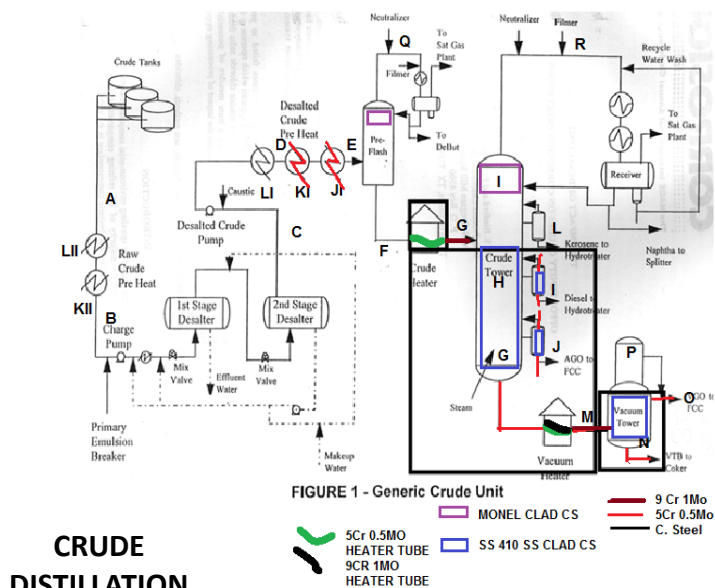 Neutralizer
Q
To
Sat Gas
Plant
Filmer
To
DeBut
Neutralizer
Filmer
R
Recycle
Water Wash
To
Sat Gas
Plant
Receiver
Naphtha to
Splitter
Crude Tanks
A
LII
Raw
Crude
Pre Heat
KII
B
Charge
Pump
Mix
Valve
Primary
Emulsion
Breaker
Desalted
Crude
Pre Heat
D
E
LI
KI
JI
Pre-
Flash
Caustic
Desalted Crude
Pump
C
F
1st Stage
Desalter
2nd Stage
Desalter
Effluent
Water
Mix
Valve
Makeup
Water
G
Crude
Heater
I
L
Kerosene to
Hydrotreater
Crude
Tower
H
I
Diesel to
Hydrotreater
G
J
AGO to
FCC
Steam
M
Vacuum
Heater
P
O
FCC
Vacuum
Tower
N
VTB to
Coker
FIGURE 1 - Generic Crude Unit
CRUDE
DISTILLATION
5Cr 0.5MO
HEATER TUBE
9CR 1MO
HEATER TUBE
MONEL CLAD CS
SS 410 SS CLAD CS
9 Cr 1Mo
5Cr 0.5Mo
C. Steel